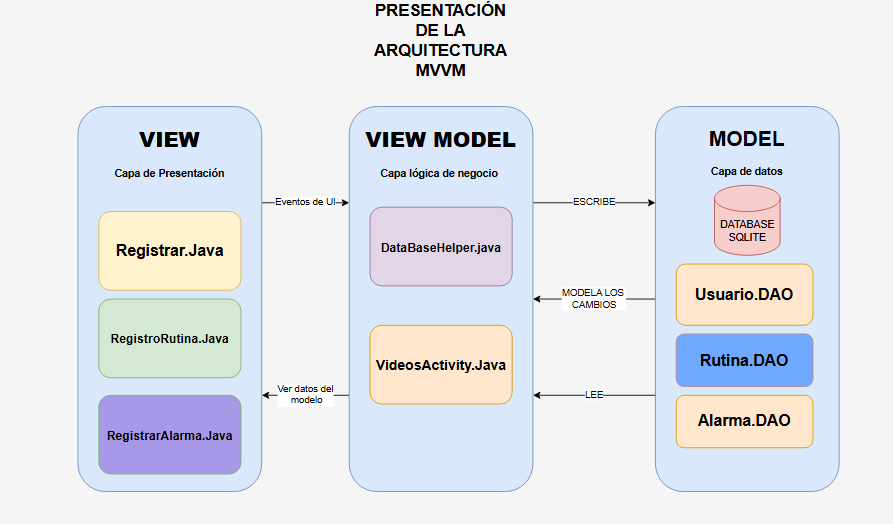 PRESENTACIÓN
DE LA
ARQUITECTURA
MVVM
VIEW
Capa de Presentación
Registrar.Java
RegistroRutina.Java
RegistrarAlarma.Java
Eventos de UI
Ver datos del
modelo
VIEW MODEL
Capa lógica de negocio
DataBaseHelper.java
VideosActivity.Java
ESCRIBE
MODELA LOS
CAMBIOS
LEE
MODEL
Capa de datos
DATABASE
SQLITE
Usuario.DAO
Rutina.DAO
Alarma.DAO